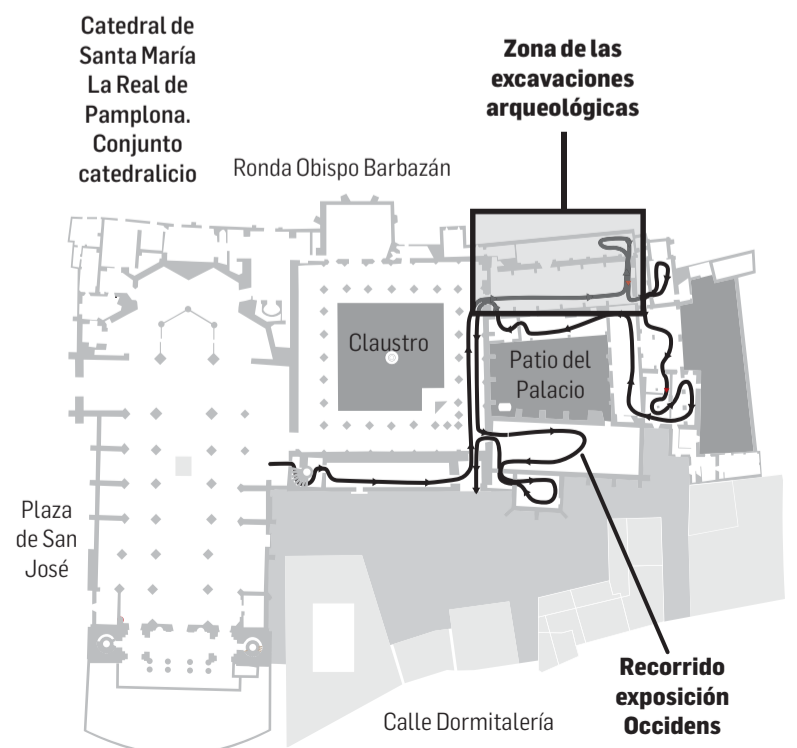 Catedral de
Santa María
La Real de
Pamplona.
Conjunto
catedralicio
Zona de las
excavaciones
arqueológicas
Ronda Obispo Barbazán
Claustro
Patio del
Palacio
Plaza
de San
José
Recorrido
exposición
Occidens
Calle Dormitalería